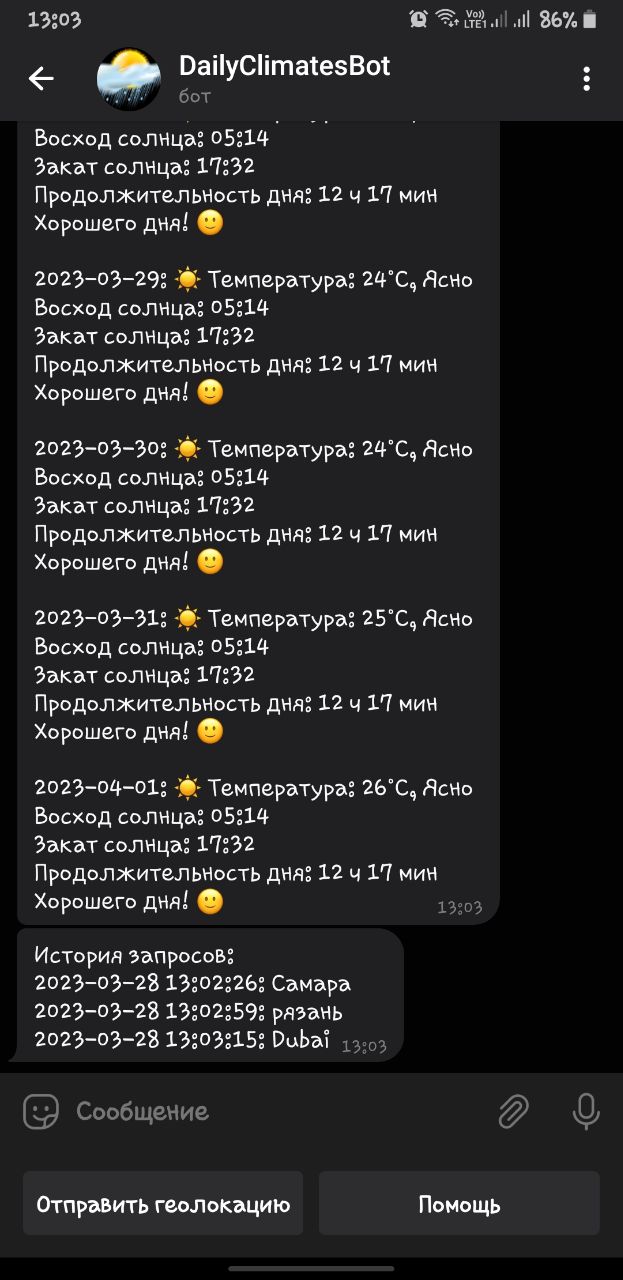 13:03
Vo)) LTE1 86%
DailyClimatesBot
бот
Восход солнца: 05:14
Закат солнца: 17:32
Продолжительность дня: 12 ч 17 мин
Хорошего дня! 🙂
2023-03-29: ☀️ Температура: 24°C, Ясно
Восход солнца: 05:14
Закат солнца: 17:32
Продолжительность дня: 12 ч 17 мин
Хорошего дня! 🙂
2023-03-30: ☀️ Температура: 24°C, Ясно
Восход солнца: 05:14
Закат солнца: 17:32
Продолжительность дня: 12 ч 17 мин
Хорошего дня! 🙂
2023-03-31: ☀️ Температура: 25°C, Ясно
Восход солнца: 05:14
Закат солнца: 17:32
Продолжительность дня: 12 ч 17 мин
Хорошего дня! 🙂
2023-04-01: ☀️ Температура: 26°C, Ясно
Восход солнца: 05:14
Закат солнца: 17:32
Продолжительность дня: 12 ч 17 мин
Хорошего дня! 🙂
13:03
История запросов:
2023-03-28 13:02:26: Самара
2023-03-28 13:02:59: рязань
2023-03-28 13:03:15: Dubai
13:03
Сообщение
Отправить геолокацию
Помощь